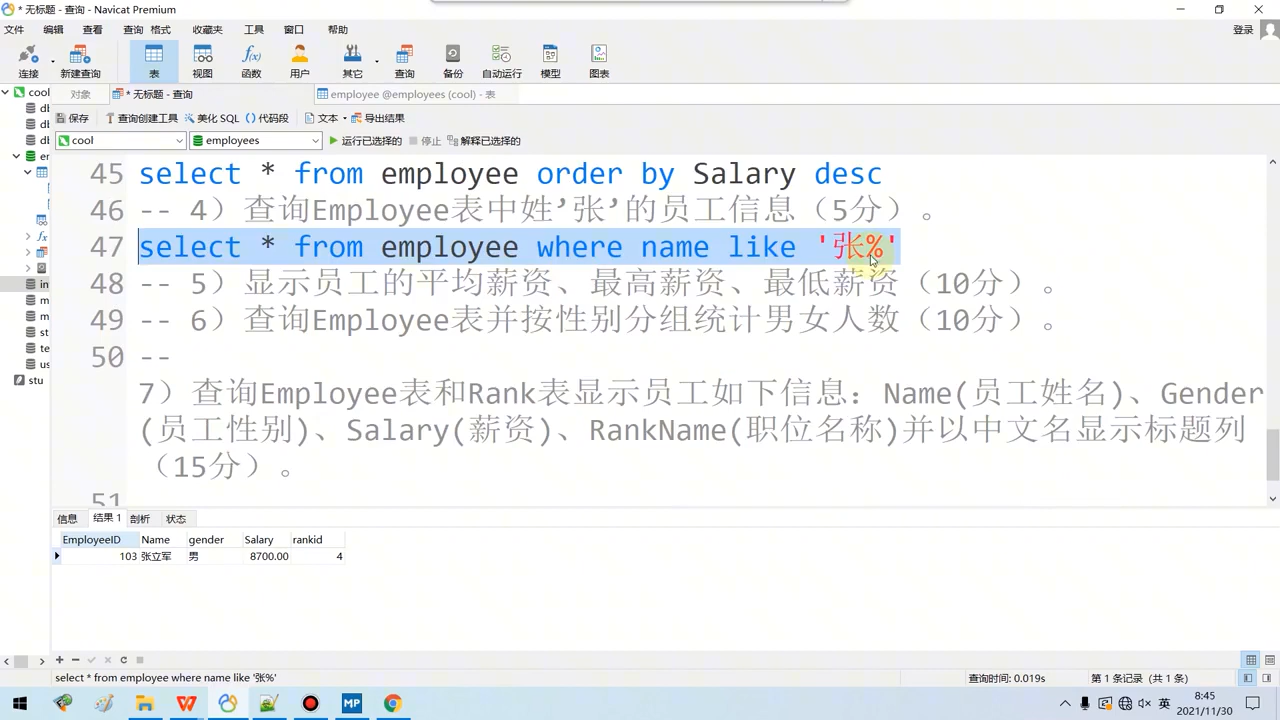 * 无标题 - 查询) - Navicat Premium
文件 编辑 查看 查询 格式 收藏夹 工具 窗口 帮助 登录
连接 新建查询 表 视图 函数 用户 其它 查询 备份 自动运行 模型 图表
cool 对象 * 无标题 - 查询 employee @employees (cool) - 表
保存 查询创建工具 美化 SQL () 代码段 文本 导出结果
cool employees 运行已选择的 停止 解释已选择的
45 select * from employee order by Salary desc
46 -- 4）查询Employee表中姓’张’的员工信息（5分）。
47 select * from employee where name like '张%'
48 -- 5）显示员工的平均薪资、最高薪资、最低薪资（10分）。
49 -- 6）查询Employee表并按性别分组统计男女人数（10分）。
50 --
7）查询Employee表和Rank表显示员工如下信息：Name(员工姓名)、Gender
(员工性别)、Salary(薪资)、RankName(职位名称)并以中文名显示标题列
（15分）。
51
stu
信息 结果 1 剖析 状态
EmployeeID Name gender Salary rankid
103 张立军 男 8700.00 4
select * from employee where name like '张%' 查询时间: 0.019s 第 1 条记录 (共 1 条)
MP 英 8:45
2021/11/30